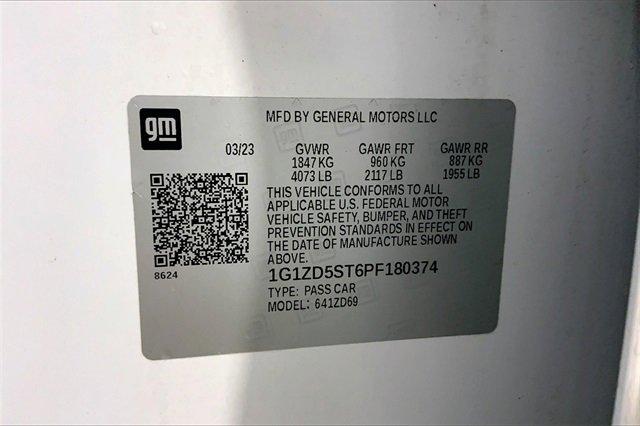 gm
MFD BY GENERAL MOTORS LLC
03/23 GVWR GAWR FRT GAWR RR
1847 KG 960 KG 887 KG
4073 LB 2117 LB 1955 LB
THIS VEHICLE CONFORMS TO ALL
APPLICABLE U.S. FEDERAL MOTOR
VEHICLE SAFETY, BUMPER, AND THEFT
PREVENTION STANDARDS IN EFFECT ON
THE DATE OF MANUFACTURE SHOWN
ABOVE.
8624
1G1ZD5ST6PF180374
TYPE: PASS CAR
MODEL: 641ZD69